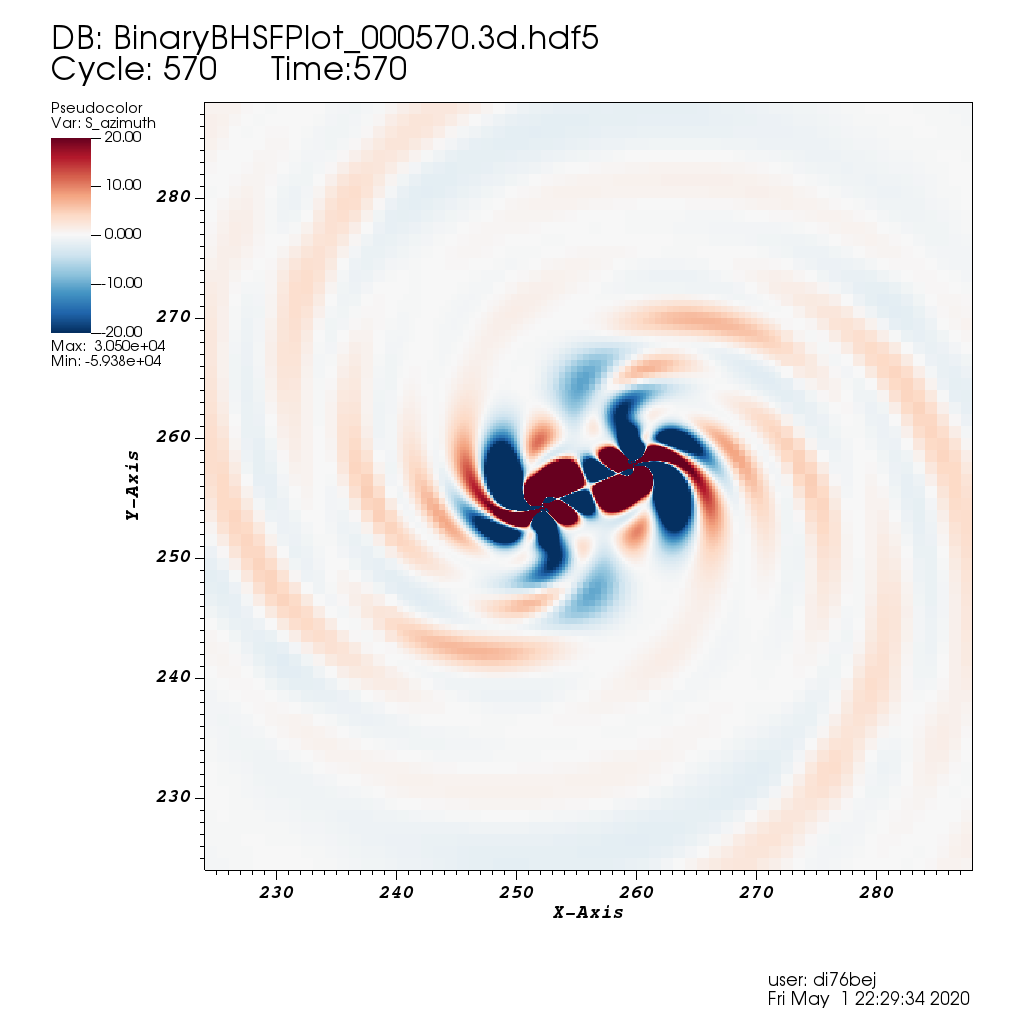 DB: BinaryBHSFPlot_000570.3d.hdf5
Cycle: 570 Time:570
Pseudocolor
Var: S_azimuth
20.00
10.00
0.000
-10.00
-20.00
Max: 3.050e+04
Min: -5.938e+04
280
270
260
250
240
230
Y-Axis
230 240 250 260 270 280
X-Axis
user: di76bej
Fri May 1 22:29:34 2020